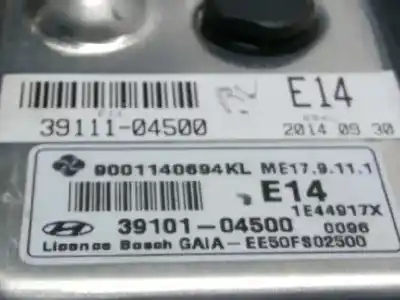 E14
39111-04500
2014 09 30
9001140694KL ME17.9.11.1
E14
1E44917X
39101-04500 0096
Licence Bosch GAIA-EE50FS02500